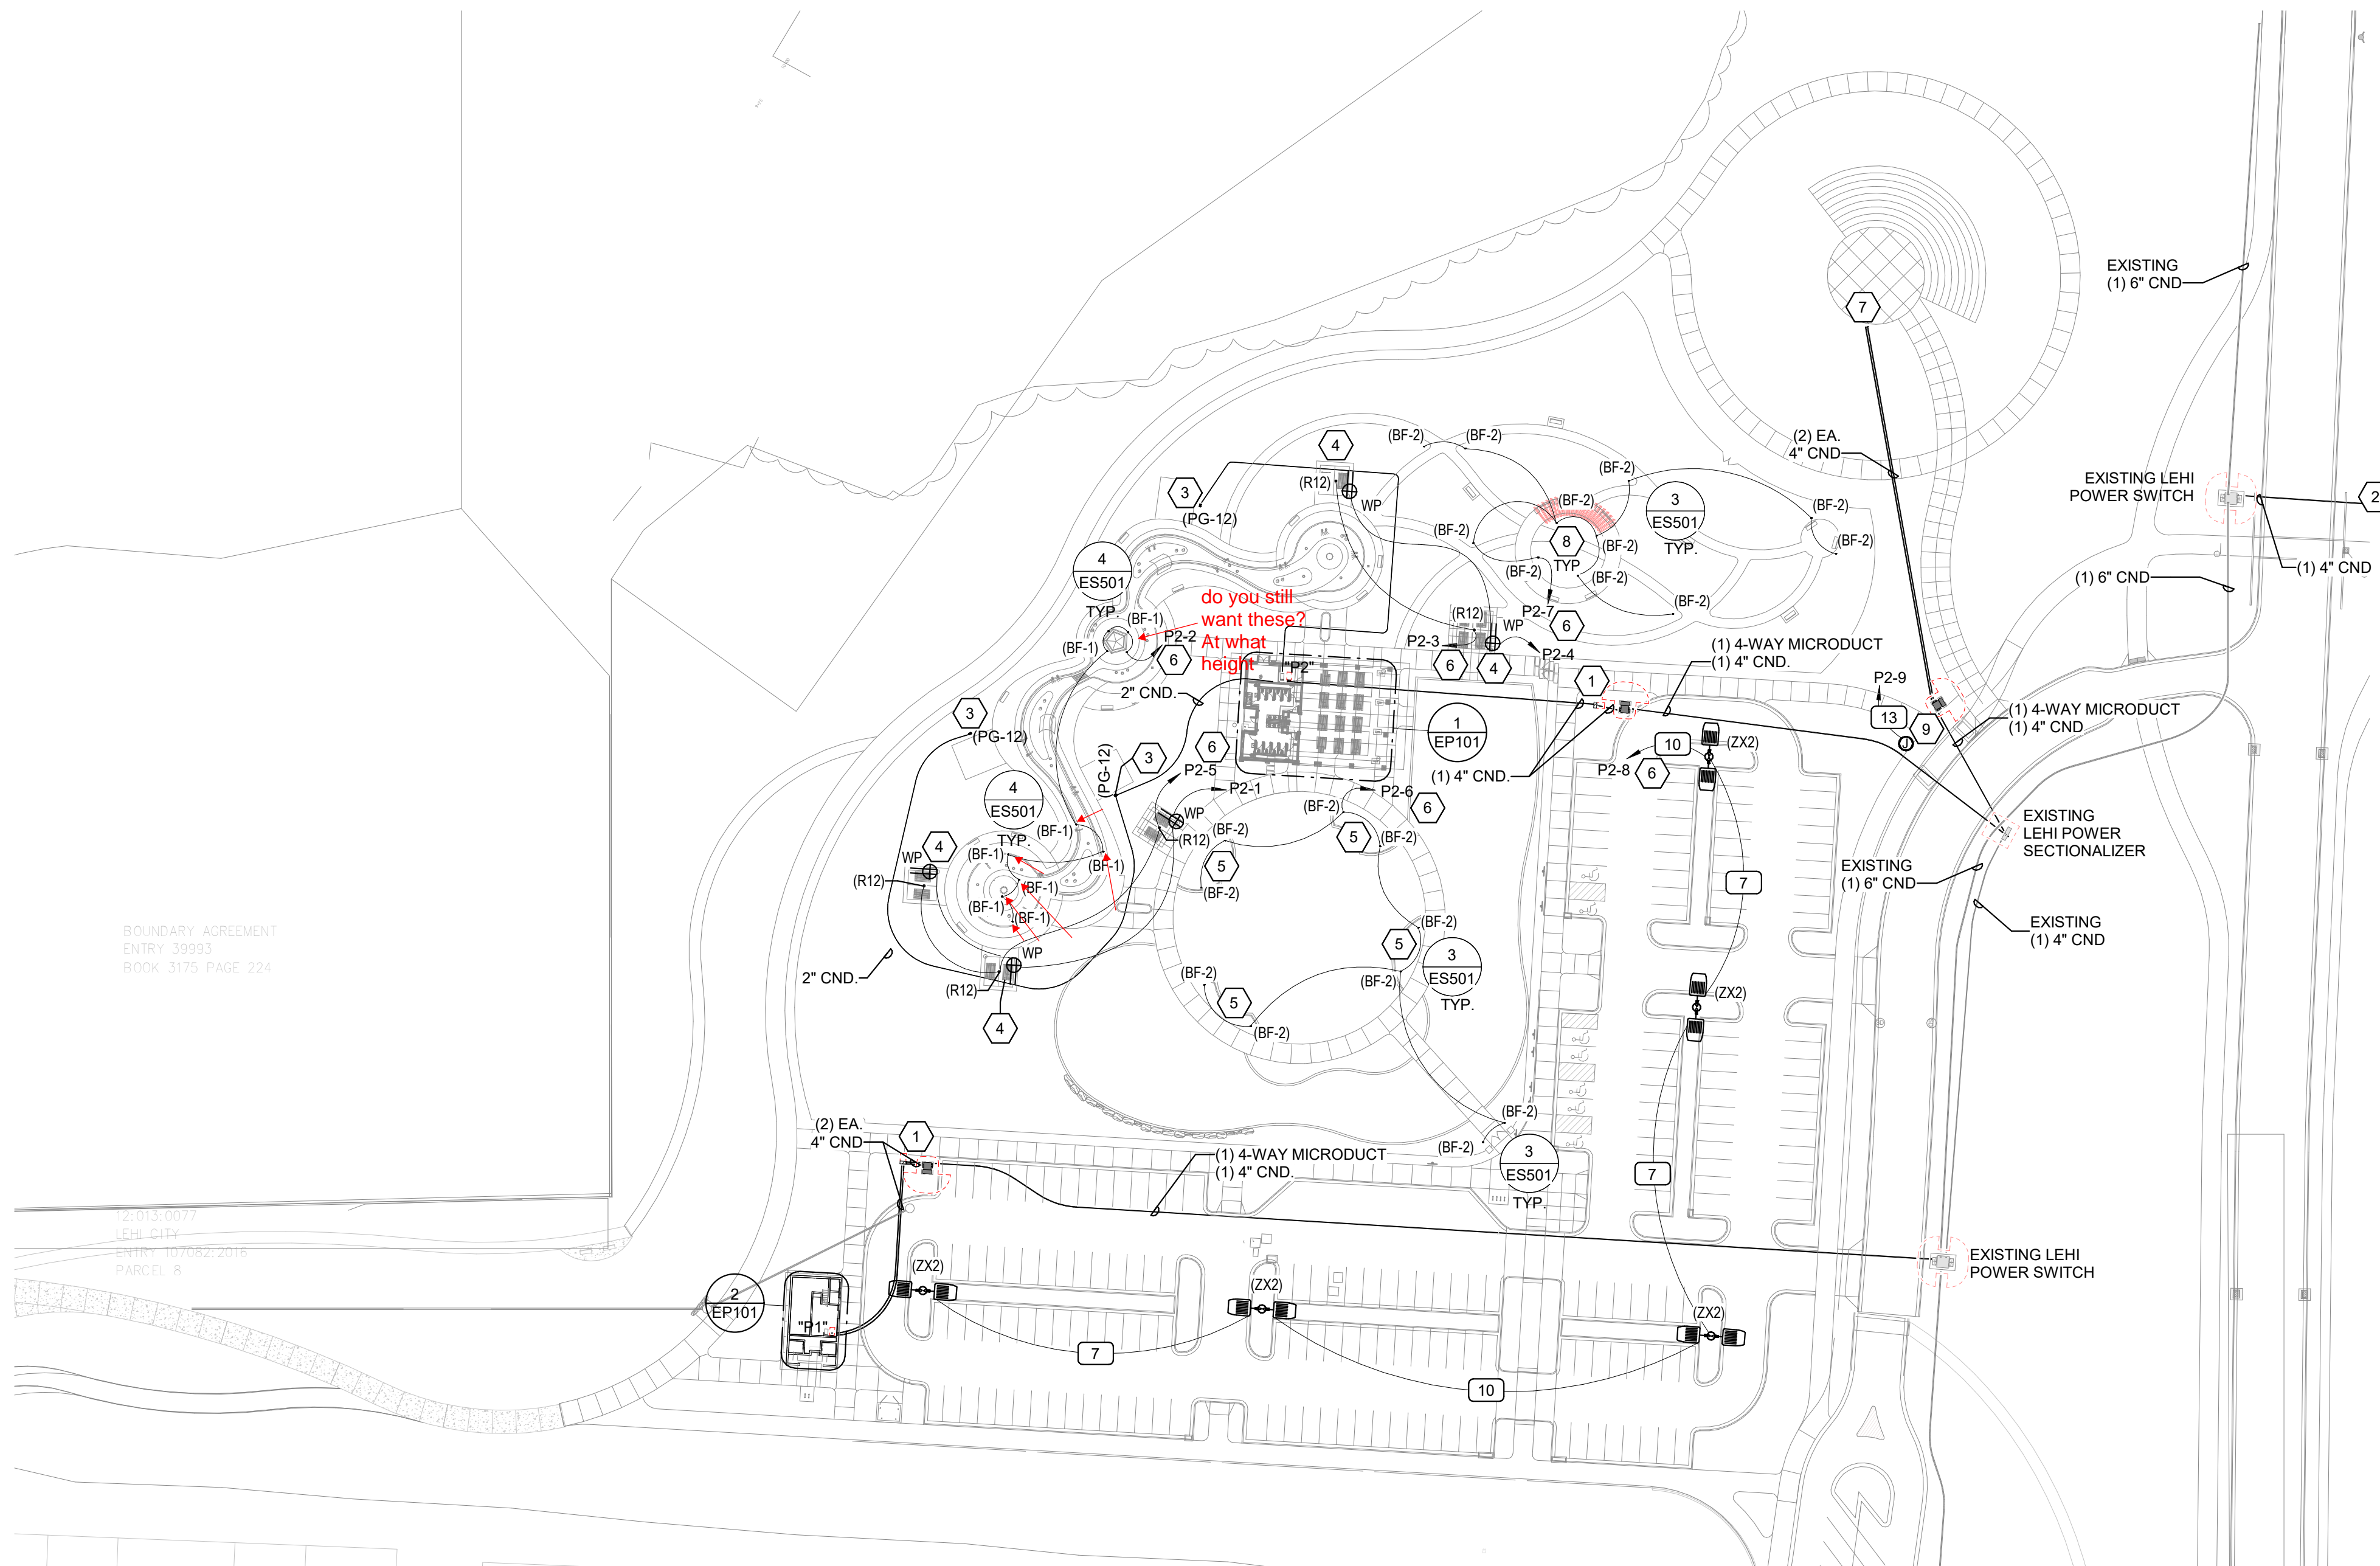 EXISTING
(1) 6" CND
7
(2) EA.
4" CND
EXISTING LEHI
POWER SWITCH
2
(1) 4" CND
(1) 6" CND
4
(BF-2)
(BF-2)
(R12)
WP
3
(PG-12)
(BF-2)
(BF-2)
3
ES501
TYP.
(BF-2)
(BF-2)
(BF-2)
8
TYP
(BF-2)
(BF-2)
(BF-2)
(BF-2)
4
ES501
TYP.
(BF-1)
(BF-1)
P2-2
6
do you still
want these?
At what
height
"P2"
(R12)
WP
P2-7
6
P2-3
6
4
P2-4
(1) 4-WAY MICRODUCT
(1) 4" CND.
1
P2-9
13
9
(1) 4-WAY MICRODUCT
(1) 4" CND
2" CND.
3
(PG-12)
6
1
EP101
(1) 4" CND.
10
(ZX2)
P2-8
6
(PG-12)
3
P2-5
P2-1
P2-6
6
4
ES501
TYP.
(BF-1)
WP
(R12)
(BF-2)
(BF-2)
5
(BF-2)
EXISTING
LEHI POWER
SECTIONALIZER
4
WP
(R12)
(BF-1)
(BF-1)
(BF-1)
(BF-1)
(BF-1)
5
(BF-2)
7
EXISTING
(1) 6" CND
EXISTING
(1) 4" CND
BOUNDARY AGREEMENT
ENTRY 39993
BOOK 3175 PAGE 224
2" CND.
WP
(R12)
4
(BF-2)
5
3
ES501
TYP.
(BF-2)
(BF-2)
5
(BF-2)
(ZX2)
(2) EA.
4" CND
1
(1) 4-WAY MICRODUCT
(1) 4" CND.
(BF-2)
(BF-2)
3
ES501
TYP.
7
12:013:0077
LEHI CITY
ENTRY 107082:2016
PARCEL 8
EXISTING LEHI
POWER SWITCH
2
EP101
"P1"
(ZX2)
(ZX2)
(ZX2)
7
10